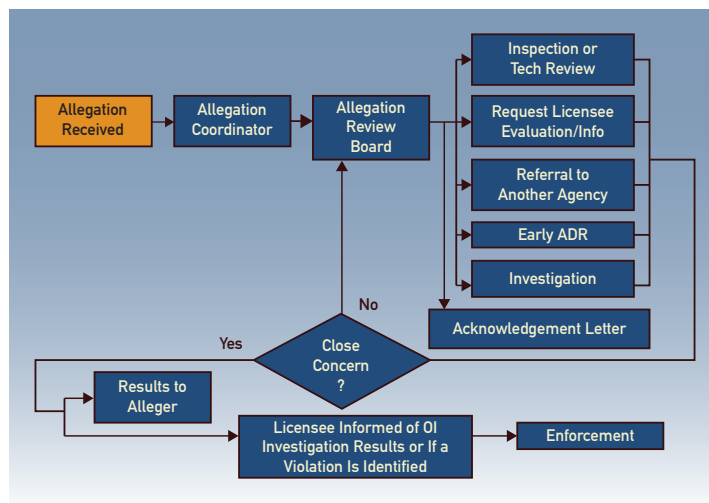 Allegation
Received
Allegation
Coordinator
Allegation
Review
Board
Inspection or
Tech Review
Request Licensee
Evaluation/Info
Referral to
Another Agency
Early ADR
Investigation
Acknowledgement Letter
No
Yes
Close
Concern
?
Results to
Alleger
Licensee Informed of OI
Investigation Results or If a
Violation Is Identified
Enforcement